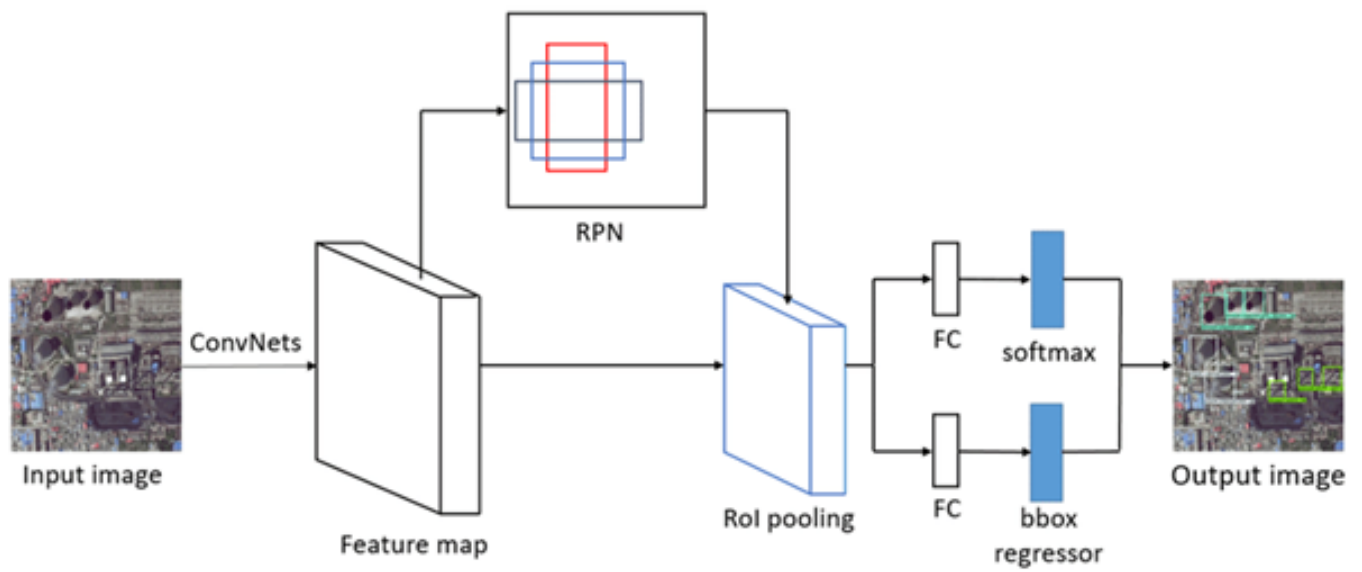 RPN
ConvNets
Input image
Feature map
RoI pooling
FC
softmax
FC
bbox
regressor
Output image